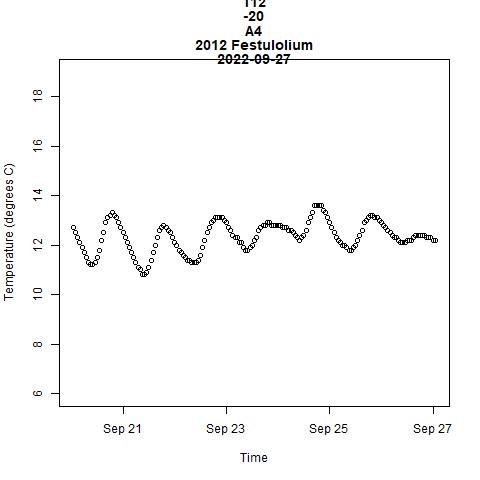 T12
-20
A4
2012 Festulolium
2022-09-27
Temperature (degrees C)
18
16
14
12
10
8
6
Sep 21
Sep 23
Sep 25
Sep 27
Time